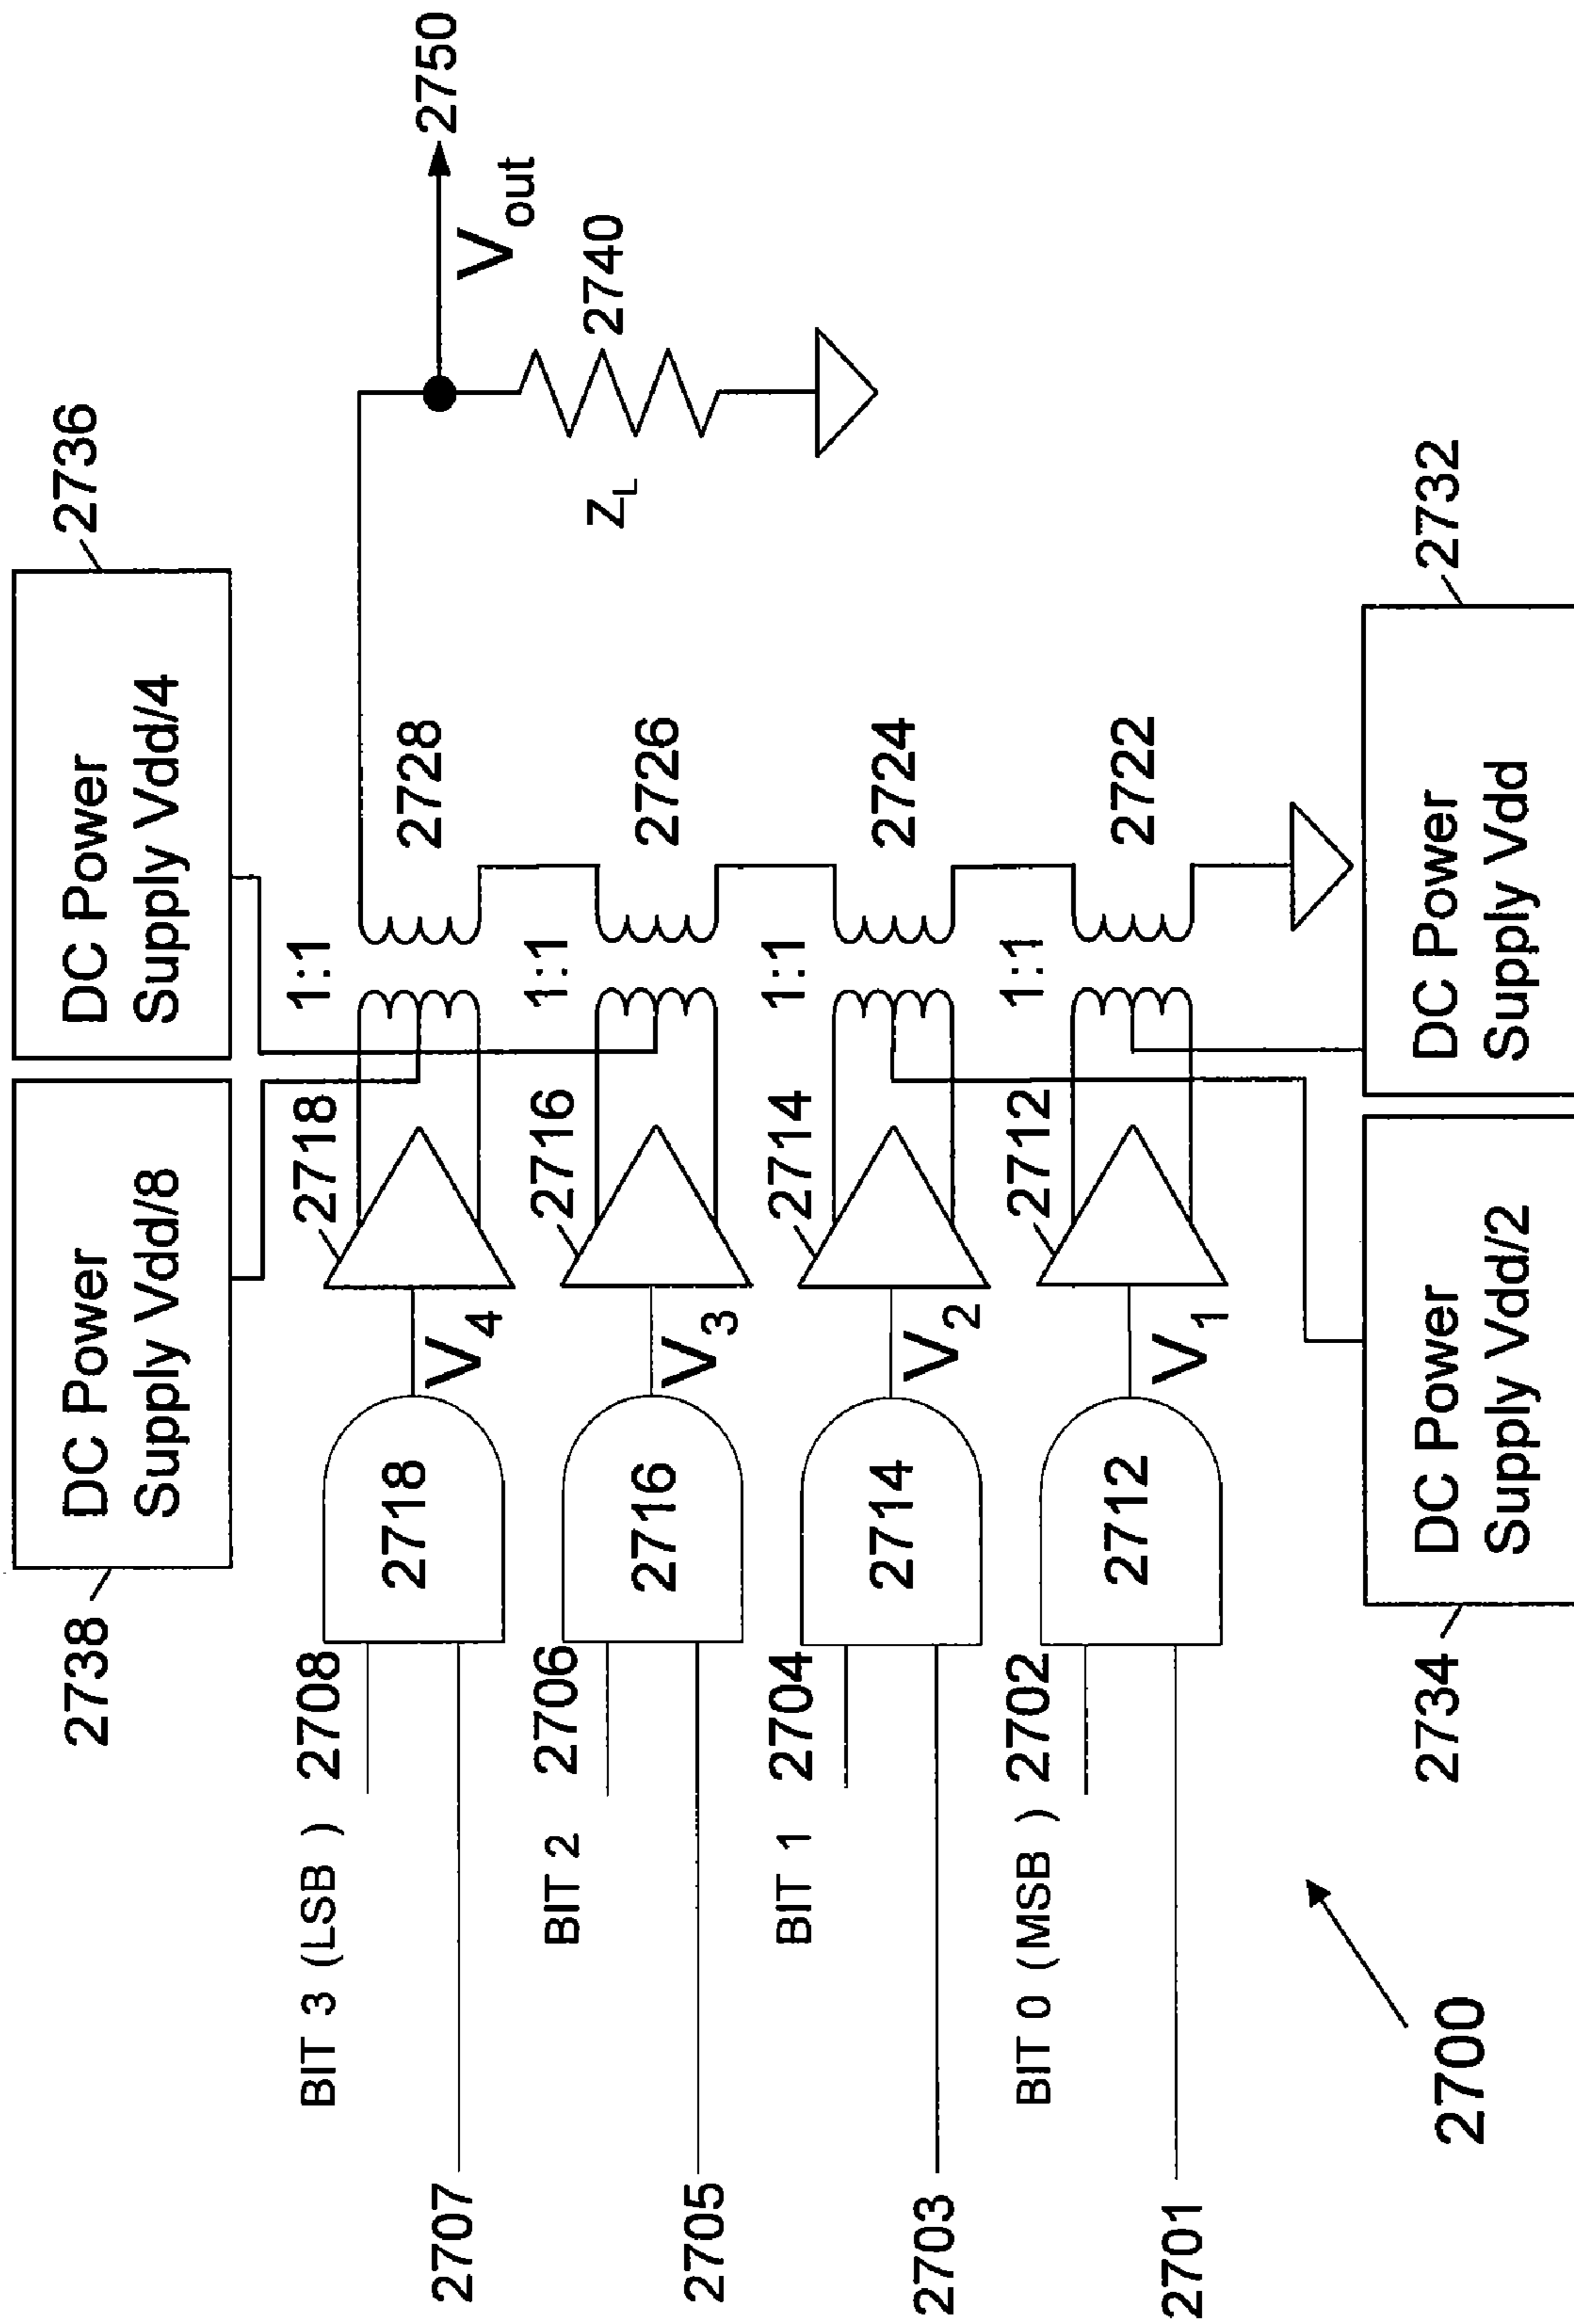 2738
DC Power
Supply Vdd/8
DC Power
Supply Vdd/4
2736
BIT 3 (LSB ) 2708
2707
2718
V4
2718
1:1
2728
2750
Vout
BIT 2 2706
2705
2716
V3
2716
1:1
2726
ZL
2740
BIT 1 2704
2703
2714
V2
2714
1:1
2724
BIT 0 (MSB ) 2702
2701
2712
V1
2712
1:1
2722
2700
2734
DC Power
Supply Vdd/2
DC Power
Supply Vdd
2732